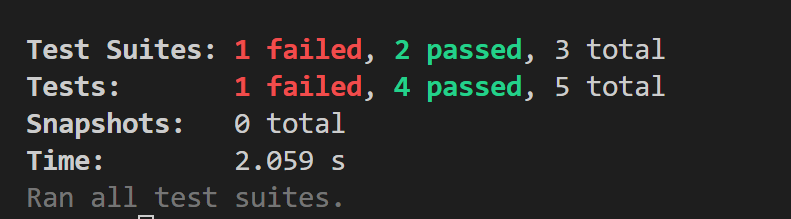 Test Suites: 1 failed, 2 passed, 3 total
Tests: 1 failed, 4 passed, 5 total
Snapshots: 0 total
Time: 2.059 s
Ran all test suites.